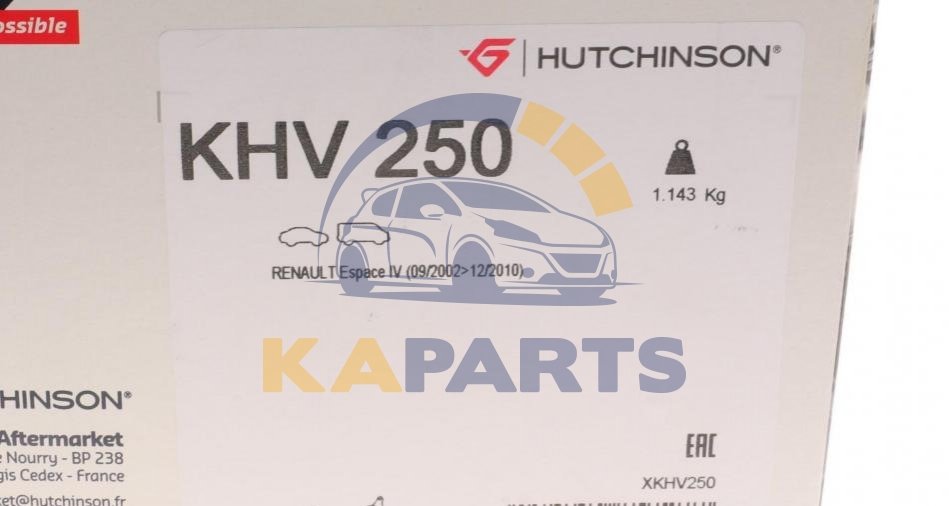 ossible
HUTCHINSON®
KHV 250
1.143 Kg
RENAULT Espace IV (09/2002>12/2010)
KAPARTS
HINSON®
Aftermarket
e Nourry - BP 238
gis Cedex - France
ket@hutchinson.fr
EAC
XKHV250